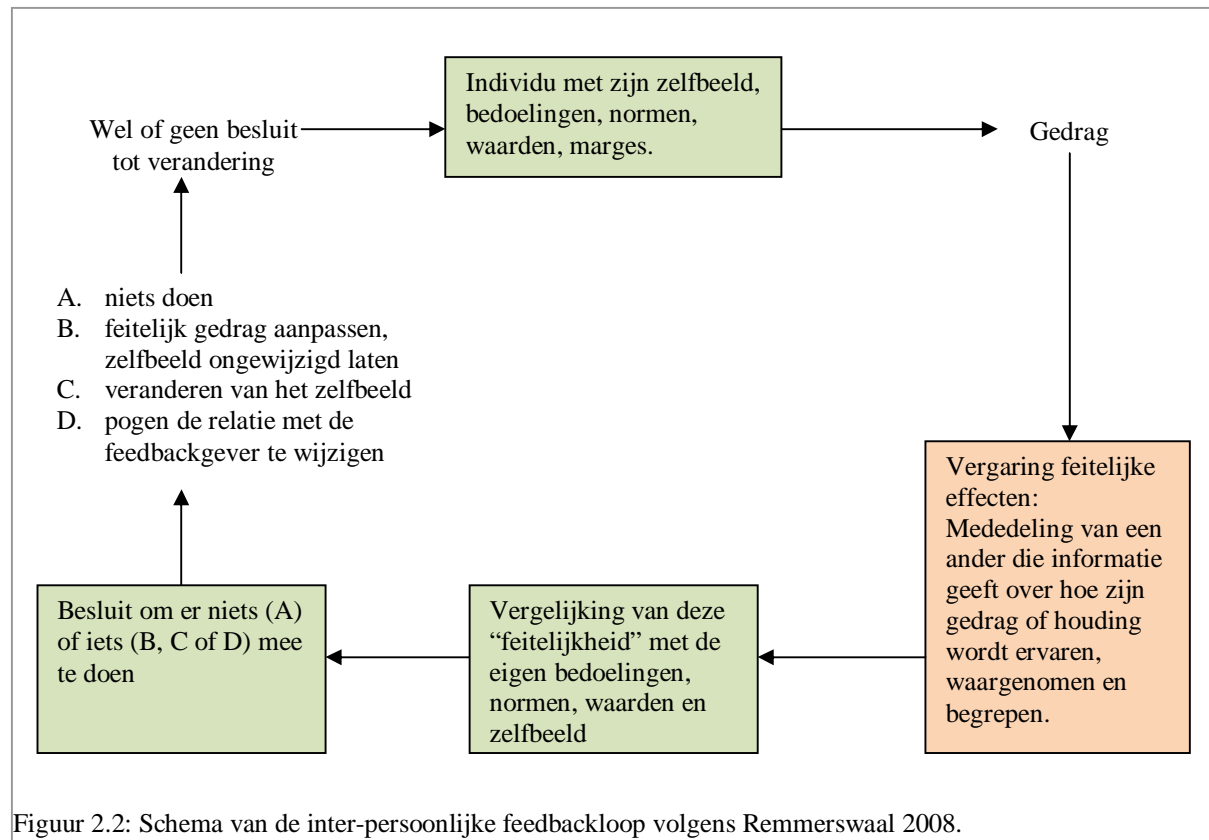 Individu met zijn zelfbeeld,
bedoelingen, normen,
waarden, marges.
Wel of geen besluit
tot verandering
Gedrag
A. niets doen
B. feitelijk gedrag aanpassen,
zelfbeeld ongewijzigd laten
C. veranderen van het zelfbeeld
D. pogen de relatie met de
feedbackgever te wijzigen
Vergaring feitelijke
effecten:
Mededeling van een
ander die informatie
geeft over hoe zijn
gedrag of houding
wordt ervaren,
waargenomen en
begrepen.
Vergelijking van deze
“feitelijkheid” met de
eigen bedoelingen,
normen, waarden en
zelfbeeld
Besluit om er niets (A)
of iets (B, C of D) mee
te doen
Figuur 2.2: Schema van de inter-persoonlijke feedbackloop volgens Remmerswaal 2008.